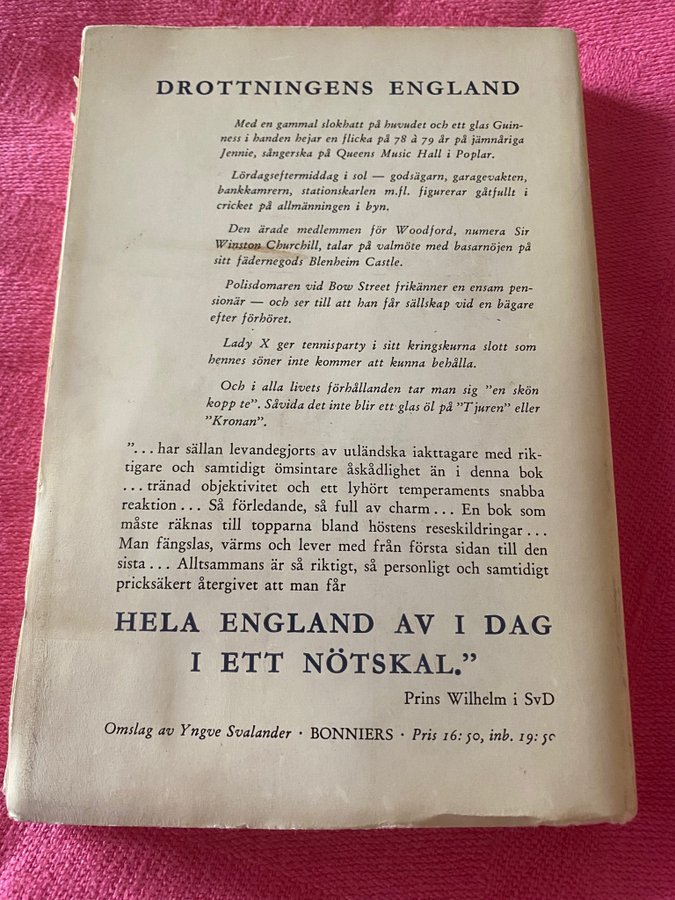 DROTTNINGENS ENGLAND
Med en gammal slokhatt på huvudet och ett glas Guin-
ness i handen hejar en flicka på 78 à 79 år på jämnåriga
Jennie, sångerska på Queens Music Hall i Poplar.
Lördagseftermiddag i sol — godsägarn, garagevakten,
bankkamrern, stationskarlen m.fl. figurerar gåtfullt i
cricket på allmänningen i byn.
Den ärade medlemmen för Woodford, numera Sir
Winston Churchill, talar på valmöte med basarnöjen på
sitt fädernegods Blenheim Castle.
Polisdomaren vid Bow Street frikänner en ensam pen-
sionär — och ser till att han får sällskap vid en bägare
efter förhöret.
Lady X ger tennisparty i sitt kringskurna slott som
hennes söner inte kommer att kunna behålla.
Och i alla livets förhållanden tar man sig "en skön
kopp te". Såvida det inte blir ett glas öl på "Tjuren" eller
"Kronan".
"... har sällan levandegjorts av utländska iakttagare med rik-
tigare och samtidigt ömsintare åskådlighet än i denna bok
... tränad objektivitet och ett lyhört temperaments snabba
reaktion ... Så förledande, så full av charm ... En bok som
måste räknas till topparna bland höstens reseskildringar ...
Man fängslas, värms och lever med från första sidan till den
sista ... Alltsammans är så riktigt, så personligt och samtidigt
pricksäkert återgivet att man får
HELA ENGLAND AV I DAG
I ETT NÖTSKAL."
Prins Wilhelm i SvD
Omslag av Yngve Svalander · BONNIERS · Pris 16: 50, inb. 19: 50